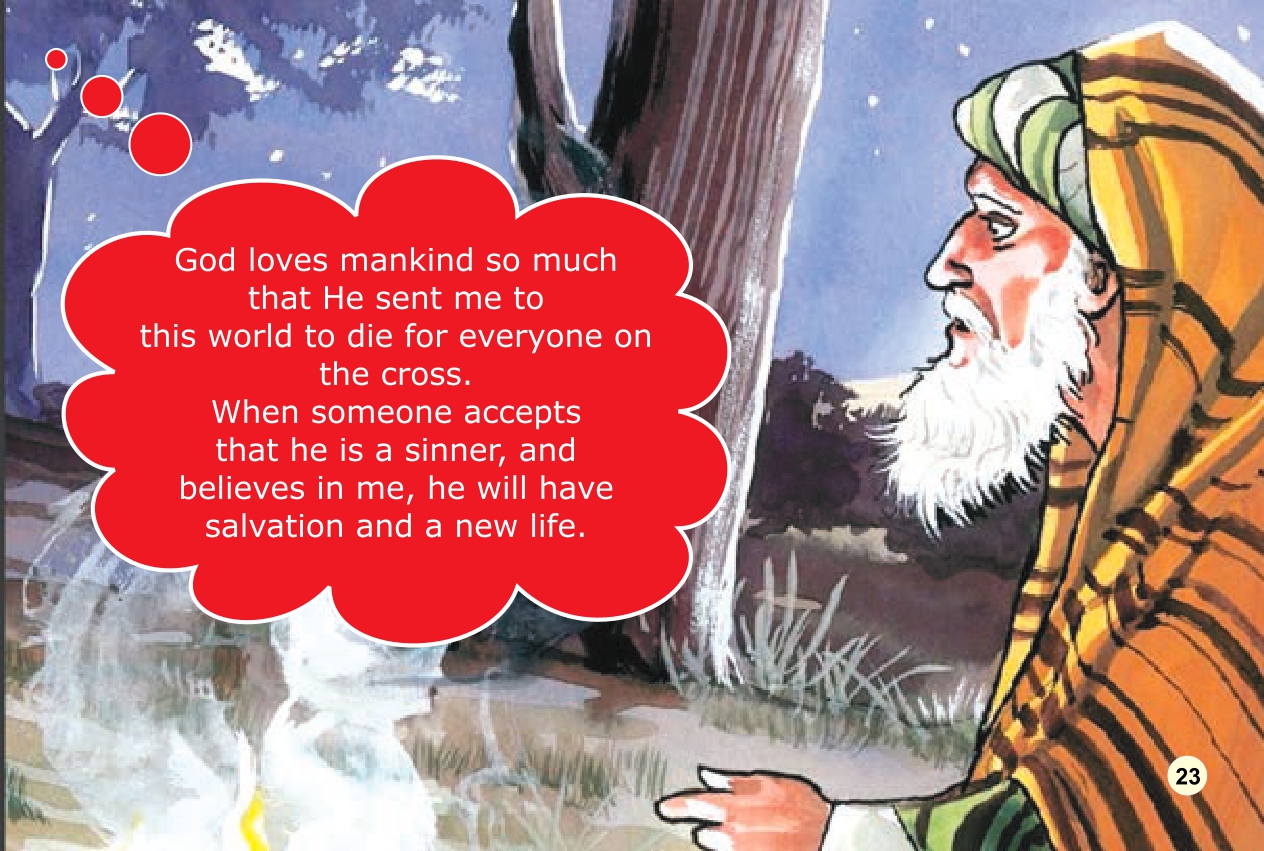 God loves mankind so much
that He sent me to
this world to die for everyone on
the cross.
When someone accepts
that he is a sinner, and
believes in me, he will have
salvation and a new life.
23